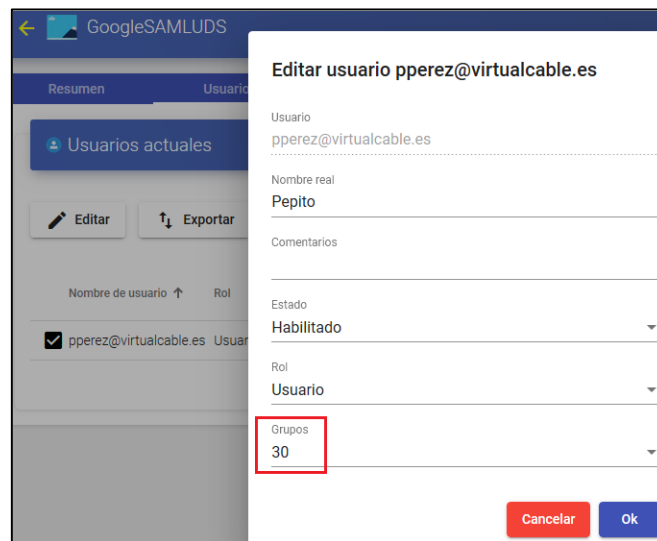 GoogleSAMLUDS
Resumen
Usuario
Usuarios actuales
Editar
Exportar
Nombre de usuario
Rol
pperez@virtualcable.es
Usuar
Editar usuario pperez@virtualcable.es
Usuario
pperez@virtualcable.es
Nombre real
Pepito
Comentarios
Estado
Habilitado
Rol
Usuario
Grupos
30
Cancelar
Ok